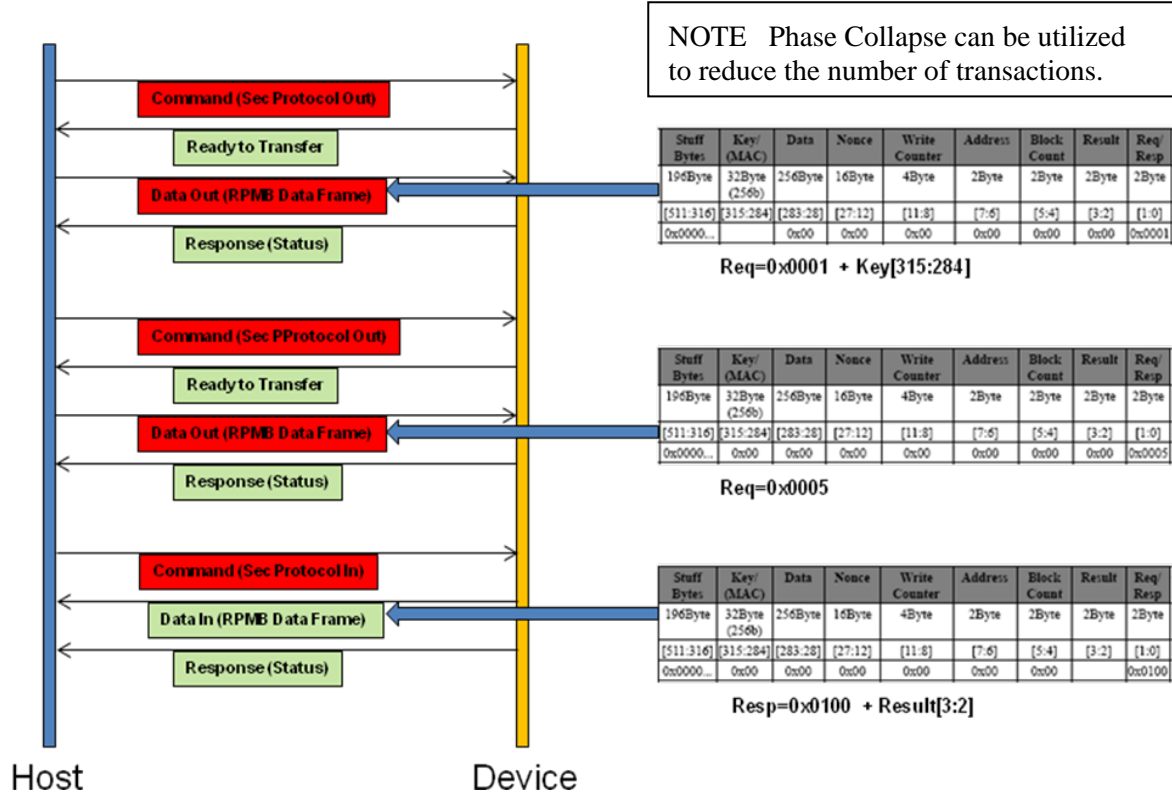 NOTE Phase Collapse can be utilized
to reduce the number of transactions.
Command (Sec Protocol Out)
Ready to Transfer
Data Out (RPMB Data Frame)
Response (Status)
Stuff Bytes Key/ (MAC) Data Nonce Write Counter Address Block Count Result Req/ Resp
196Byte 32Byte (256b) 256Byte 16Byte 4Byte 2Byte 2Byte 2Byte 2Byte
[511:316] [315:284] [283:28] [27:12] [11:8] [7:6] [5:4] [3:2] [1:0]
0x0000... 0x00 0x00 0x00 0x00 0x00 0x00 0x0001
Req=0x0001 + Key[315:284]
Command (Sec PProtocol Out)
Ready to Transfer
Data Out (RPMB Data Frame)
Response (Status)
Stuff Bytes Key/ (MAC) Data Nonce Write Counter Address Block Count Result Req/ Resp
196Byte 32Byte (256b) 256Byte 16Byte 4Byte 2Byte 2Byte 2Byte 2Byte
[511:316] [315:284] [283:28] [27:12] [11:8] [7:6] [5:4] [3:2] [1:0]
0x0000... 0x00 0x00 0x00 0x00 0x00 0x00 0x00 0x0005
Req=0x0005
Command (Sec Protocol In)
Data In (RPMB Data Frame)
Response (Status)
Stuff Bytes Key/ (MAC) Data Nonce Write Counter Address Block Count Result Req/ Resp
196Byte 32Byte (256b) 256Byte 16Byte 4Byte 2Byte 2Byte 2Byte 2Byte
[511:316] [315:284] [283:28] [27:12] [11:8] [7:6] [5:4] [3:2] [1:0]
0x0000... 0x00 0x00 0x00 0x00 0x00 0x00 0x0100
Resp=0x0100 + Result[3:2]
Host
Device